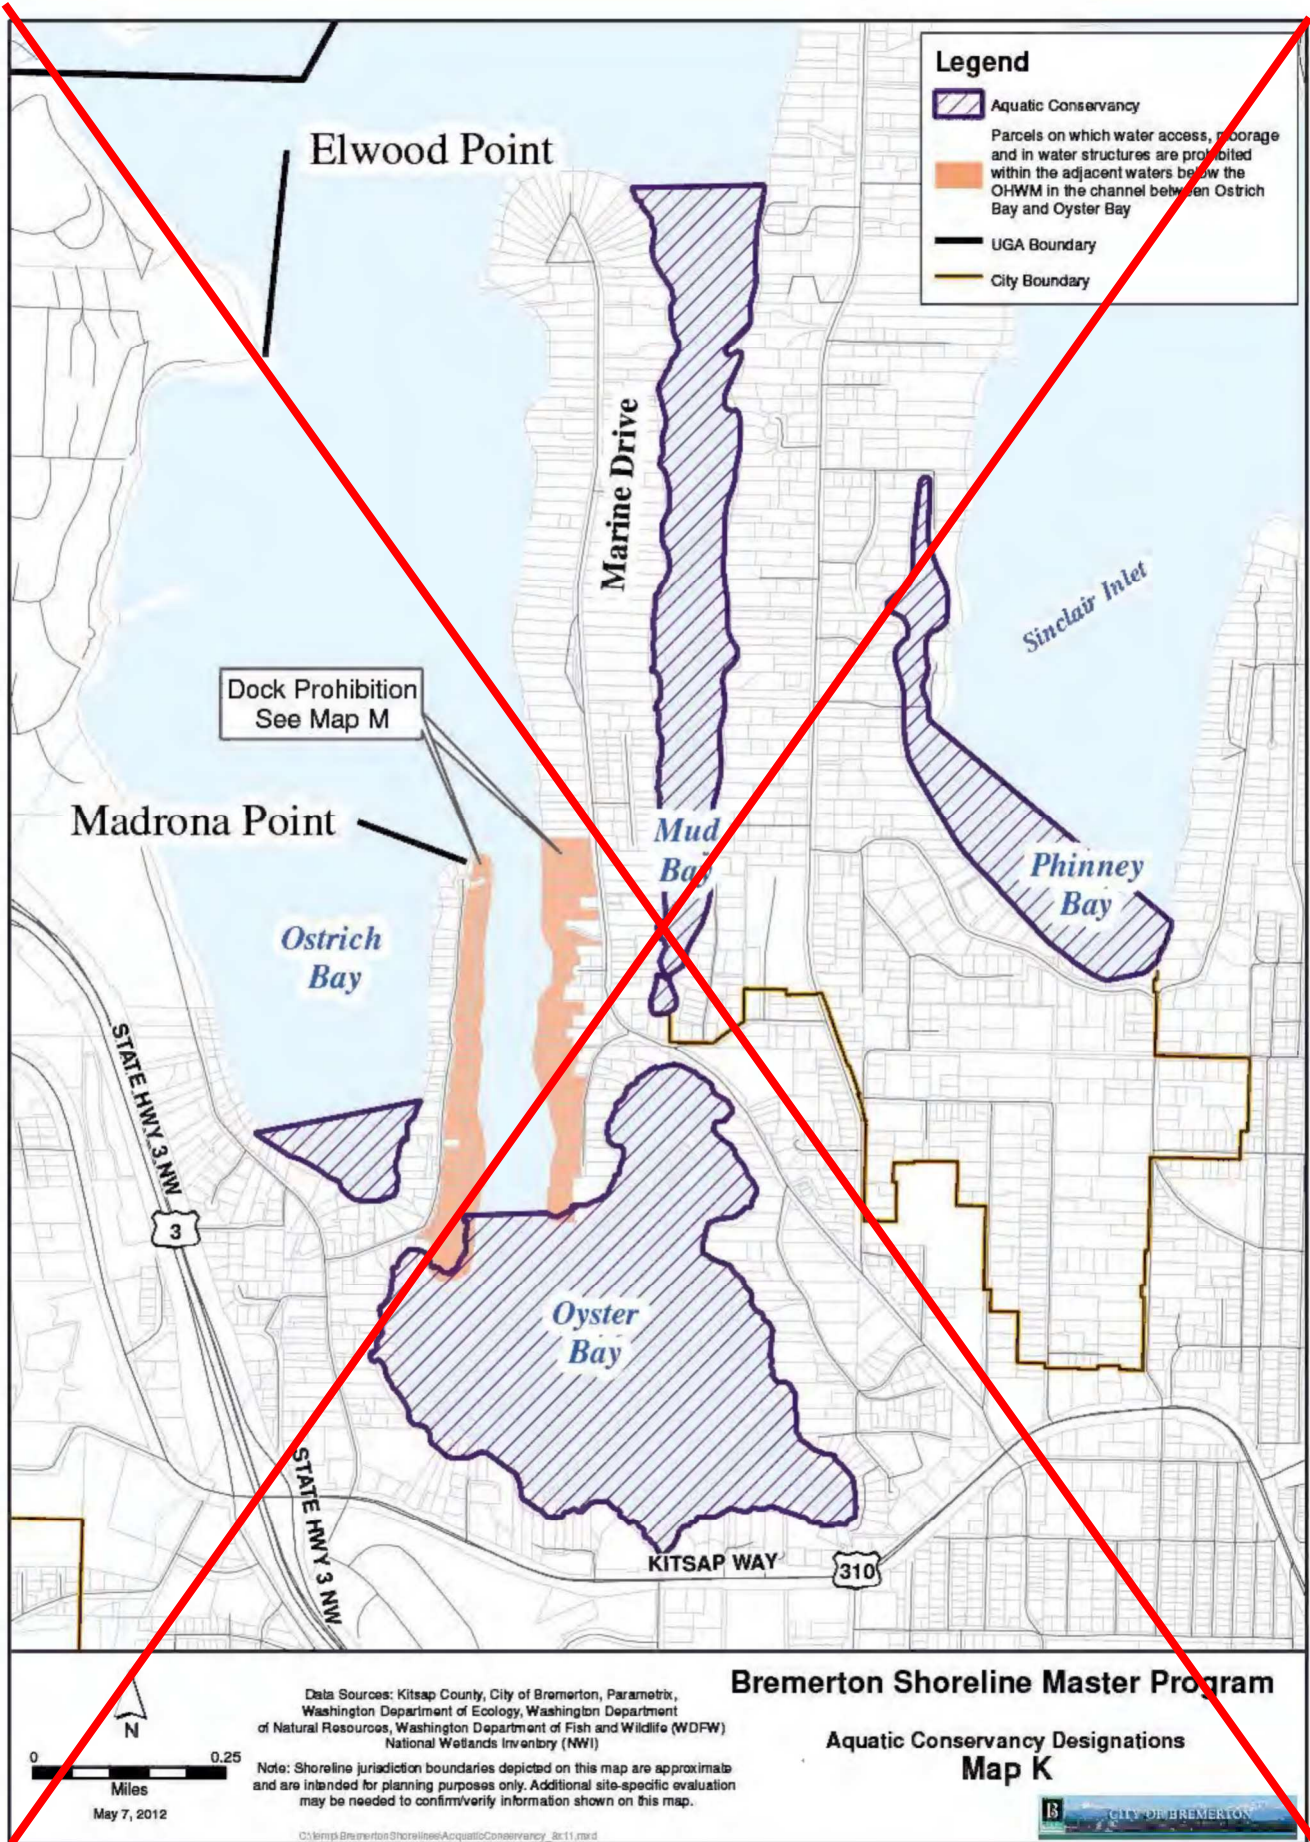 Legend
Aquatic Conservancy
Parcels on which water access, moorage
and in water structures are prohibited
within the adjacent waters below the
OHWM in the channel between Ostrich
Bay and Oyster Bay
UGA Boundary
City Boundary
Elwood Point
Marine Drive
Sinclair Inlet
Dock Prohibition
See Map M
Madrona Point
Mud
Bay
Phinney
Bay
Ostrich
Bay
STATE HWY 3 NW
3
Oyster
Bay
STATE HWY 3 NW
KITSAP WAY
310
N
0 0.25
Miles
May 7, 2012
Data Sources: Kitsap County, City of Bremerton, Parametrix,
Washington Department of Ecology, Washington Department
of Natural Resources, Washington Department of Fish and Wildlife (WDFW)
National Wetlands Inventory (NWI)
Note: Shoreline jurisdiction boundaries depicted on this map are approximate
and are intended for planning purposes only. Additional site-specific evaluation
may be needed to confirm/verify information shown on this map.
Bremerton Shoreline Master Program
Aquatic Conservancy Designations
Map K
B
CITY OF BREMERTON